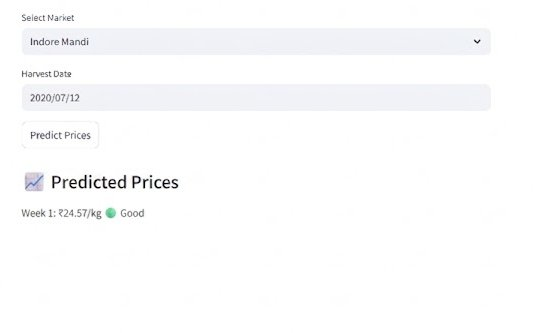 Select Market
Indore Mandi
Harvest Date
2020/07/12
Predict Prices
Predicted Prices
Week 1: ₹24.57/kg Good